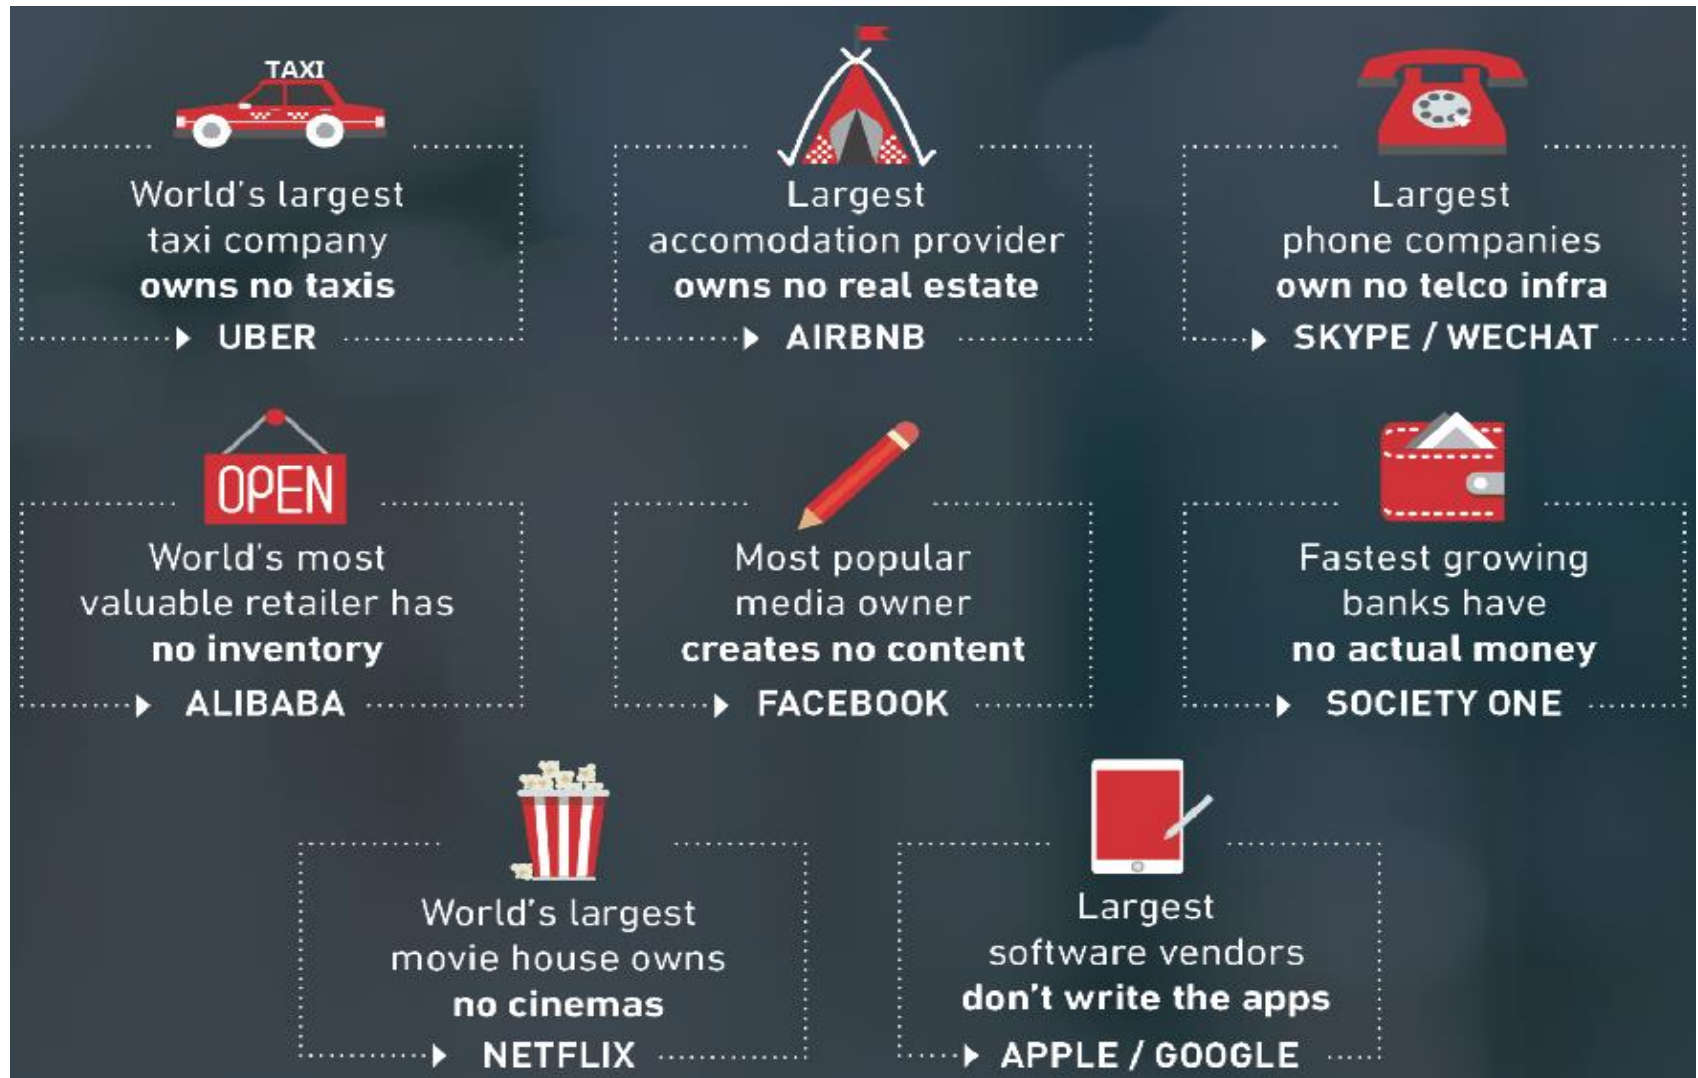 TAXI
World's largest
taxi company
owns no taxis
UBER
Largest
accomodation provider
owns no real estate
AIRBNB
Largest
phone companies
own no telco infra
SKYPE / WECHAT
OPEN
World's most
valuable retailer has
no inventory
ALIBABA
Most popular
media owner
creates no content
FACEBOOK
Fastest growing
banks have
no actual money
SOCIETY ONE
World's largest
movie house owns
no cinemas
NETFLIX
Largest
software vendors
don't write the apps
APPLE / GOOGLE